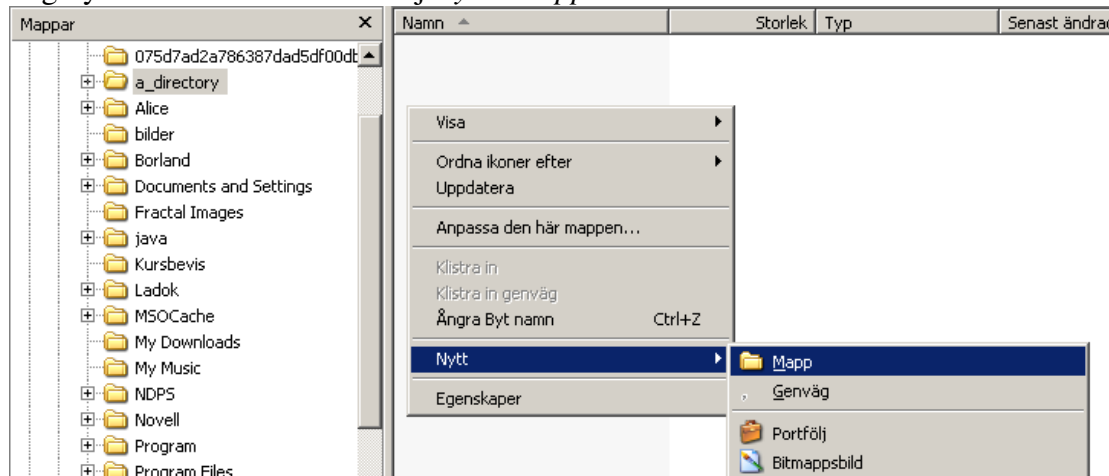 Mappar
Namn
Storlek
Typ
Senast ändrad
075d7ad2a786387dad5df00db
a_directory
Alice
bilder
Borland
Documents and Settings
Fractal Images
java
Kursbevis
Ladok
MSOCache
My Downloads
My Music
NDPS
Novell
Program
Program Files
Visa
Ordna ikoner efter
Uppdatera
Anpassa den här mappen...
Klistra in
Klistra in genväg
Ångra Byt namn Ctrl+Z
Nytt
Egenskaper
Mapp
Genväg
Portfölj
Bitmappsbild